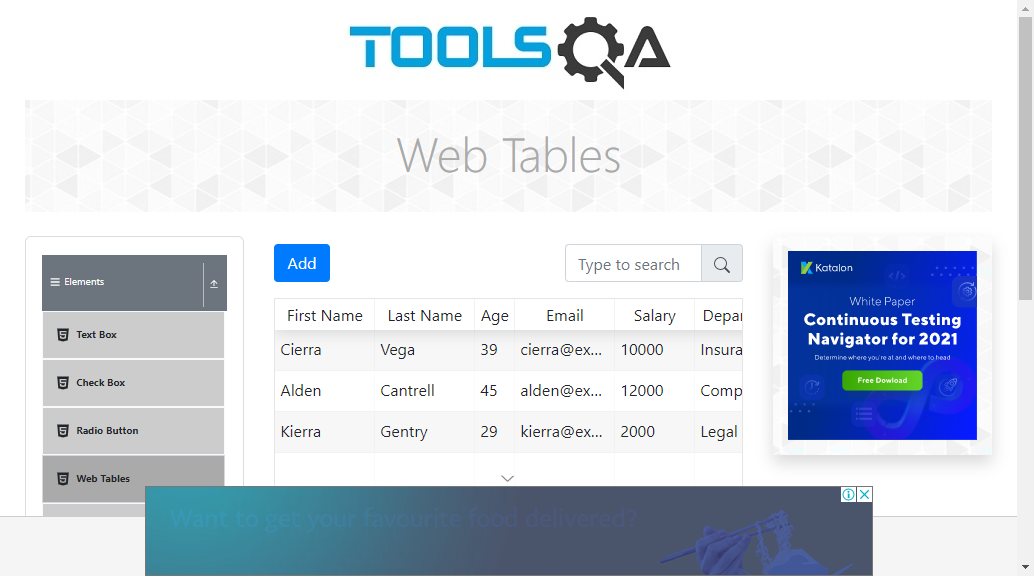 TOOLSQA
Web Tables
Elements
Text Box
Check Box
Radio Button
Web Tables
Add
Type to search
First Name Last Name Age Email Salary Depar
Cierra Vega 39 cierra@ex... 10000 Insura
Alden Cantrell 45 alden@ex... 12000 Comp
Kierra Gentry 29 kierra@ex... 2000 Legal
Katalon
White Paper
Continuous Testing
Navigator for 2021
Determine where you're at and where to head
Free Dowload
Want to get your favourite food delivered?